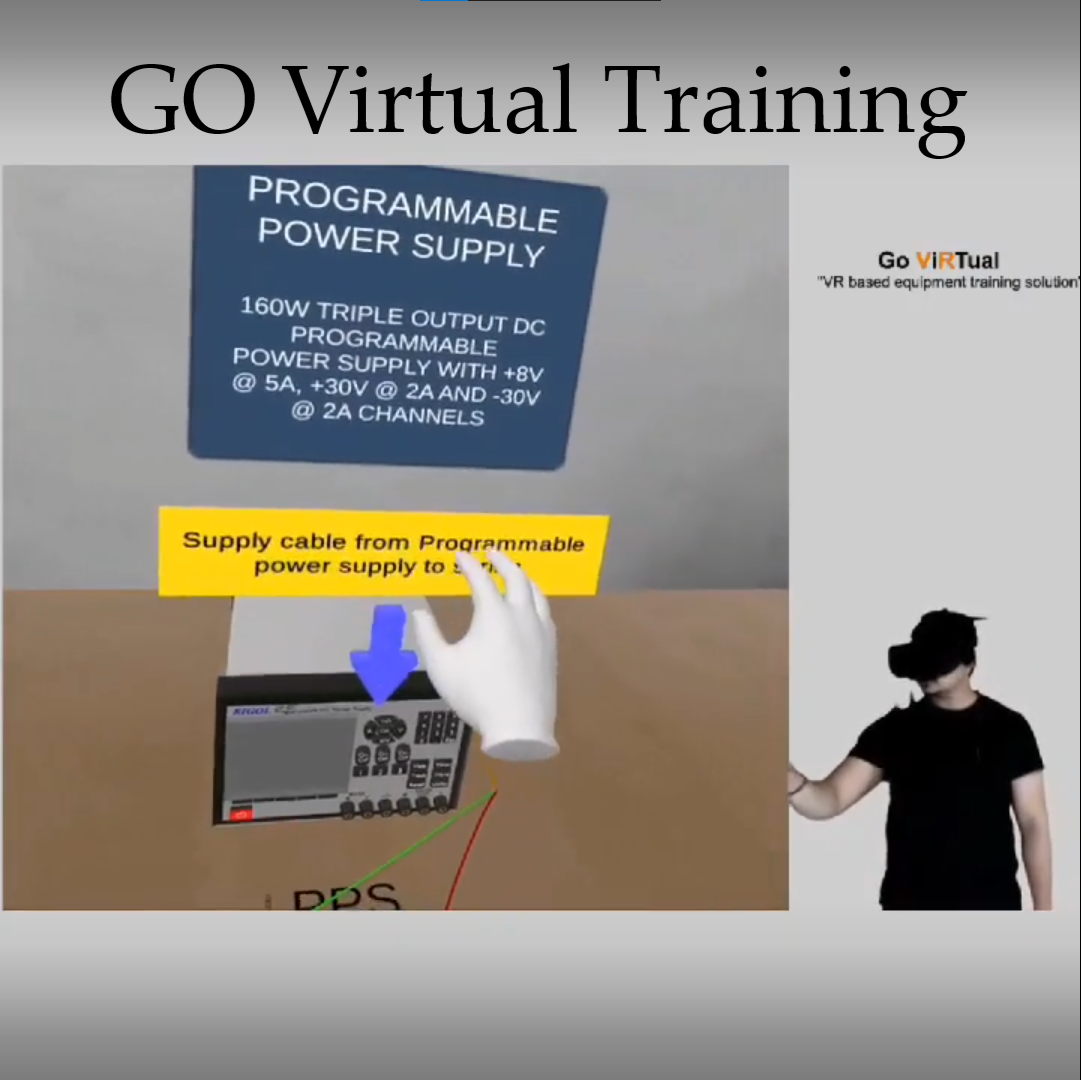 GO Virtual Training
PROGRAMMABLE
POWER SUPPLY
160W TRIPLE OUTPUT DC
PROGRAMMABLE
POWER SUPPLY WITH +8V
@ 5A, +30V @ 2A AND -30V
@ 2A CHANNELS
Go ViRTual
"VR based equipment training solution"
Supply cable from Programmable
power supply to
RIGOL
PPS